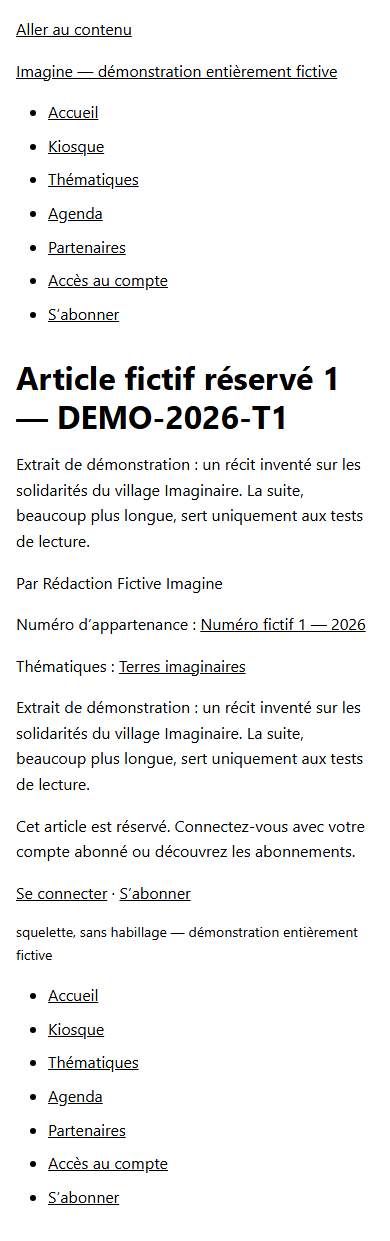 Aller au contenu
Imagine — démonstration entièrement fictive
Accueil
Kiosque
Thématiques
Agenda
Partenaires
Accès au compte
S’abonner
Article fictif réservé 1
— DEMO-2026-T1
Extrait de démonstration : un récit inventé sur les
solidarités du village Imaginaire. La suite,
beaucoup plus longue, sert uniquement aux tests
de lecture.
Par Rédaction Fictive Imagine
Numéro d’appartenance : Numéro fictif 1 — 2026
Thématiques : Terres imaginaires
Extrait de démonstration : un récit inventé sur les
solidarités du village Imaginaire. La suite,
beaucoup plus longue, sert uniquement aux tests
de lecture.
Cet article est réservé. Connectez-vous avec votre
compte abonné ou découvrez les abonnements.
Se connecter · S’abonner
squelette, sans habillage — démonstration entièrement
fictive
Accueil
Kiosque
Thématiques
Agenda
Partenaires
Accès au compte
S’abonner